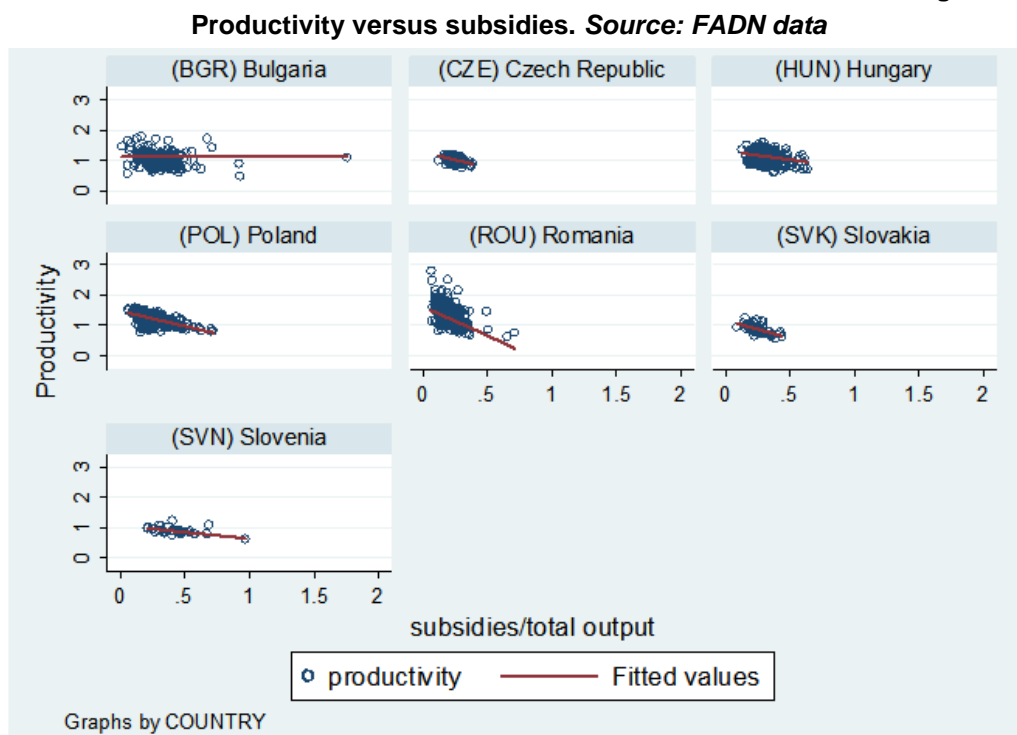 Productivity versus subsidies. Source: FADN data
(BGR) Bulgaria (CZE) Czech Republic (HUN) Hungary
3
2
1
0
(POL) Poland (ROU) Romania (SVK) Slovakia
3
2
1
0
0 .5 1 1.5 2 0 .5 1 1.5 2
(SVN) Slovenia
3
2
1
0
0 .5 1 1.5 2
Productivity
subsidies/total output
productivity Fitted values
Graphs by COUNTRY